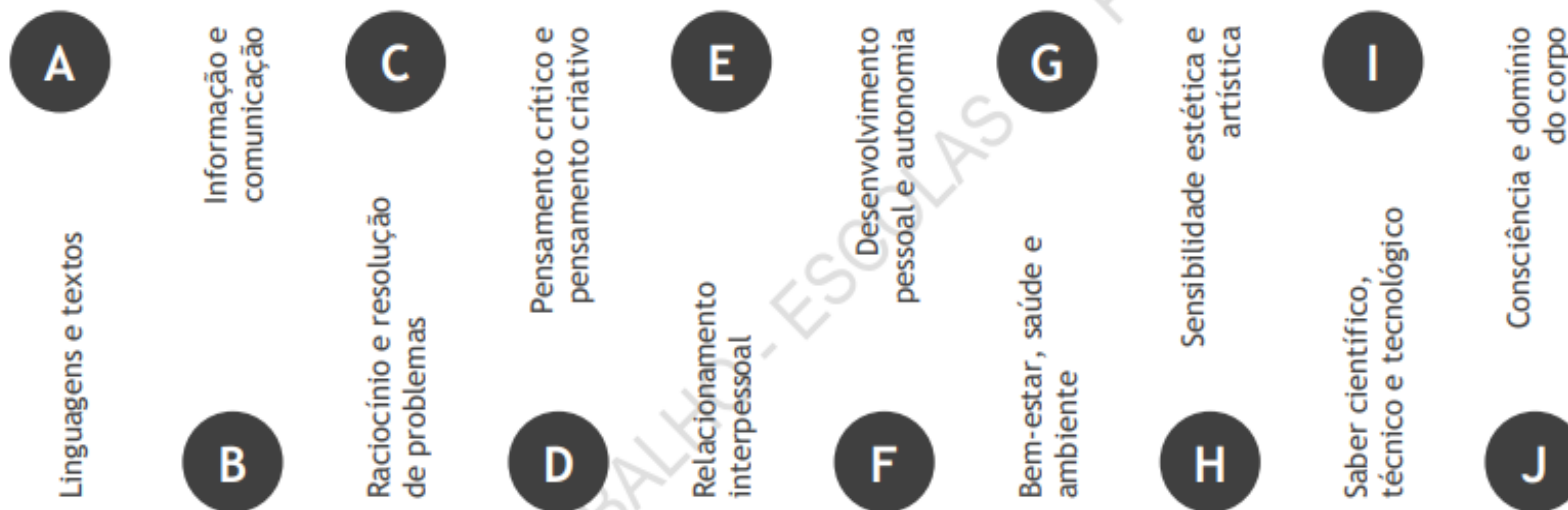 A
Linguagens e textos
B
Informação e
comunicação
C
Raciocínio e resolução
de problemas
D
Pensamento crítico e
pensamento criativo
E
Relacionamento
interpessoal
F
Desenvolvimento
pessoal e autonomia
G
Bem-estar, saúde e
ambiente
H
Sensibilidade estética e
artística
I
Saber científico,
técnico e tecnológico
J
Consciência e domínio
do corpo
ESCOLAS